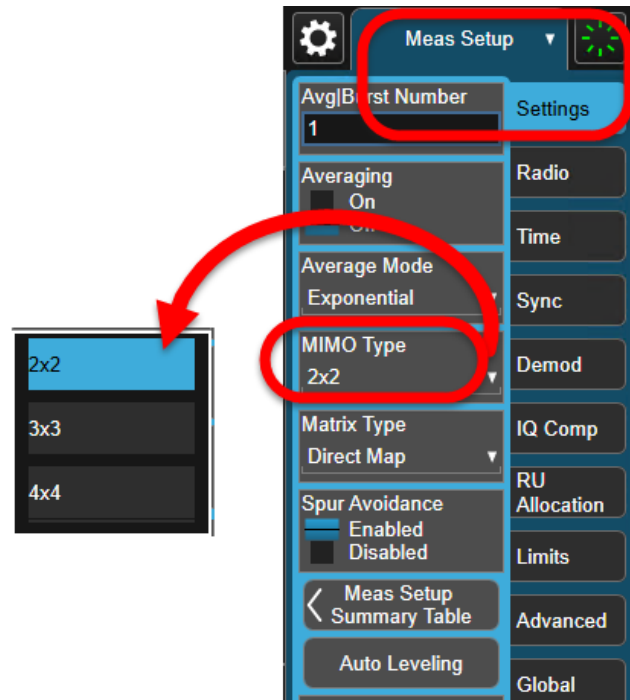 Meas Setup
Avg|Burst Number
1
Averaging
On
Off
Average Mode
Exponential
MIMO Type
2x2
Matrix Type
Direct Map
Spur Avoidance
Enabled
Disabled
Meas Setup
Summary Table
Auto Leveling
Settings
Radio
Time
Sync
Demod
IQ Comp
RU
Allocation
Limits
Advanced
Global
2x2
3x3
4x4